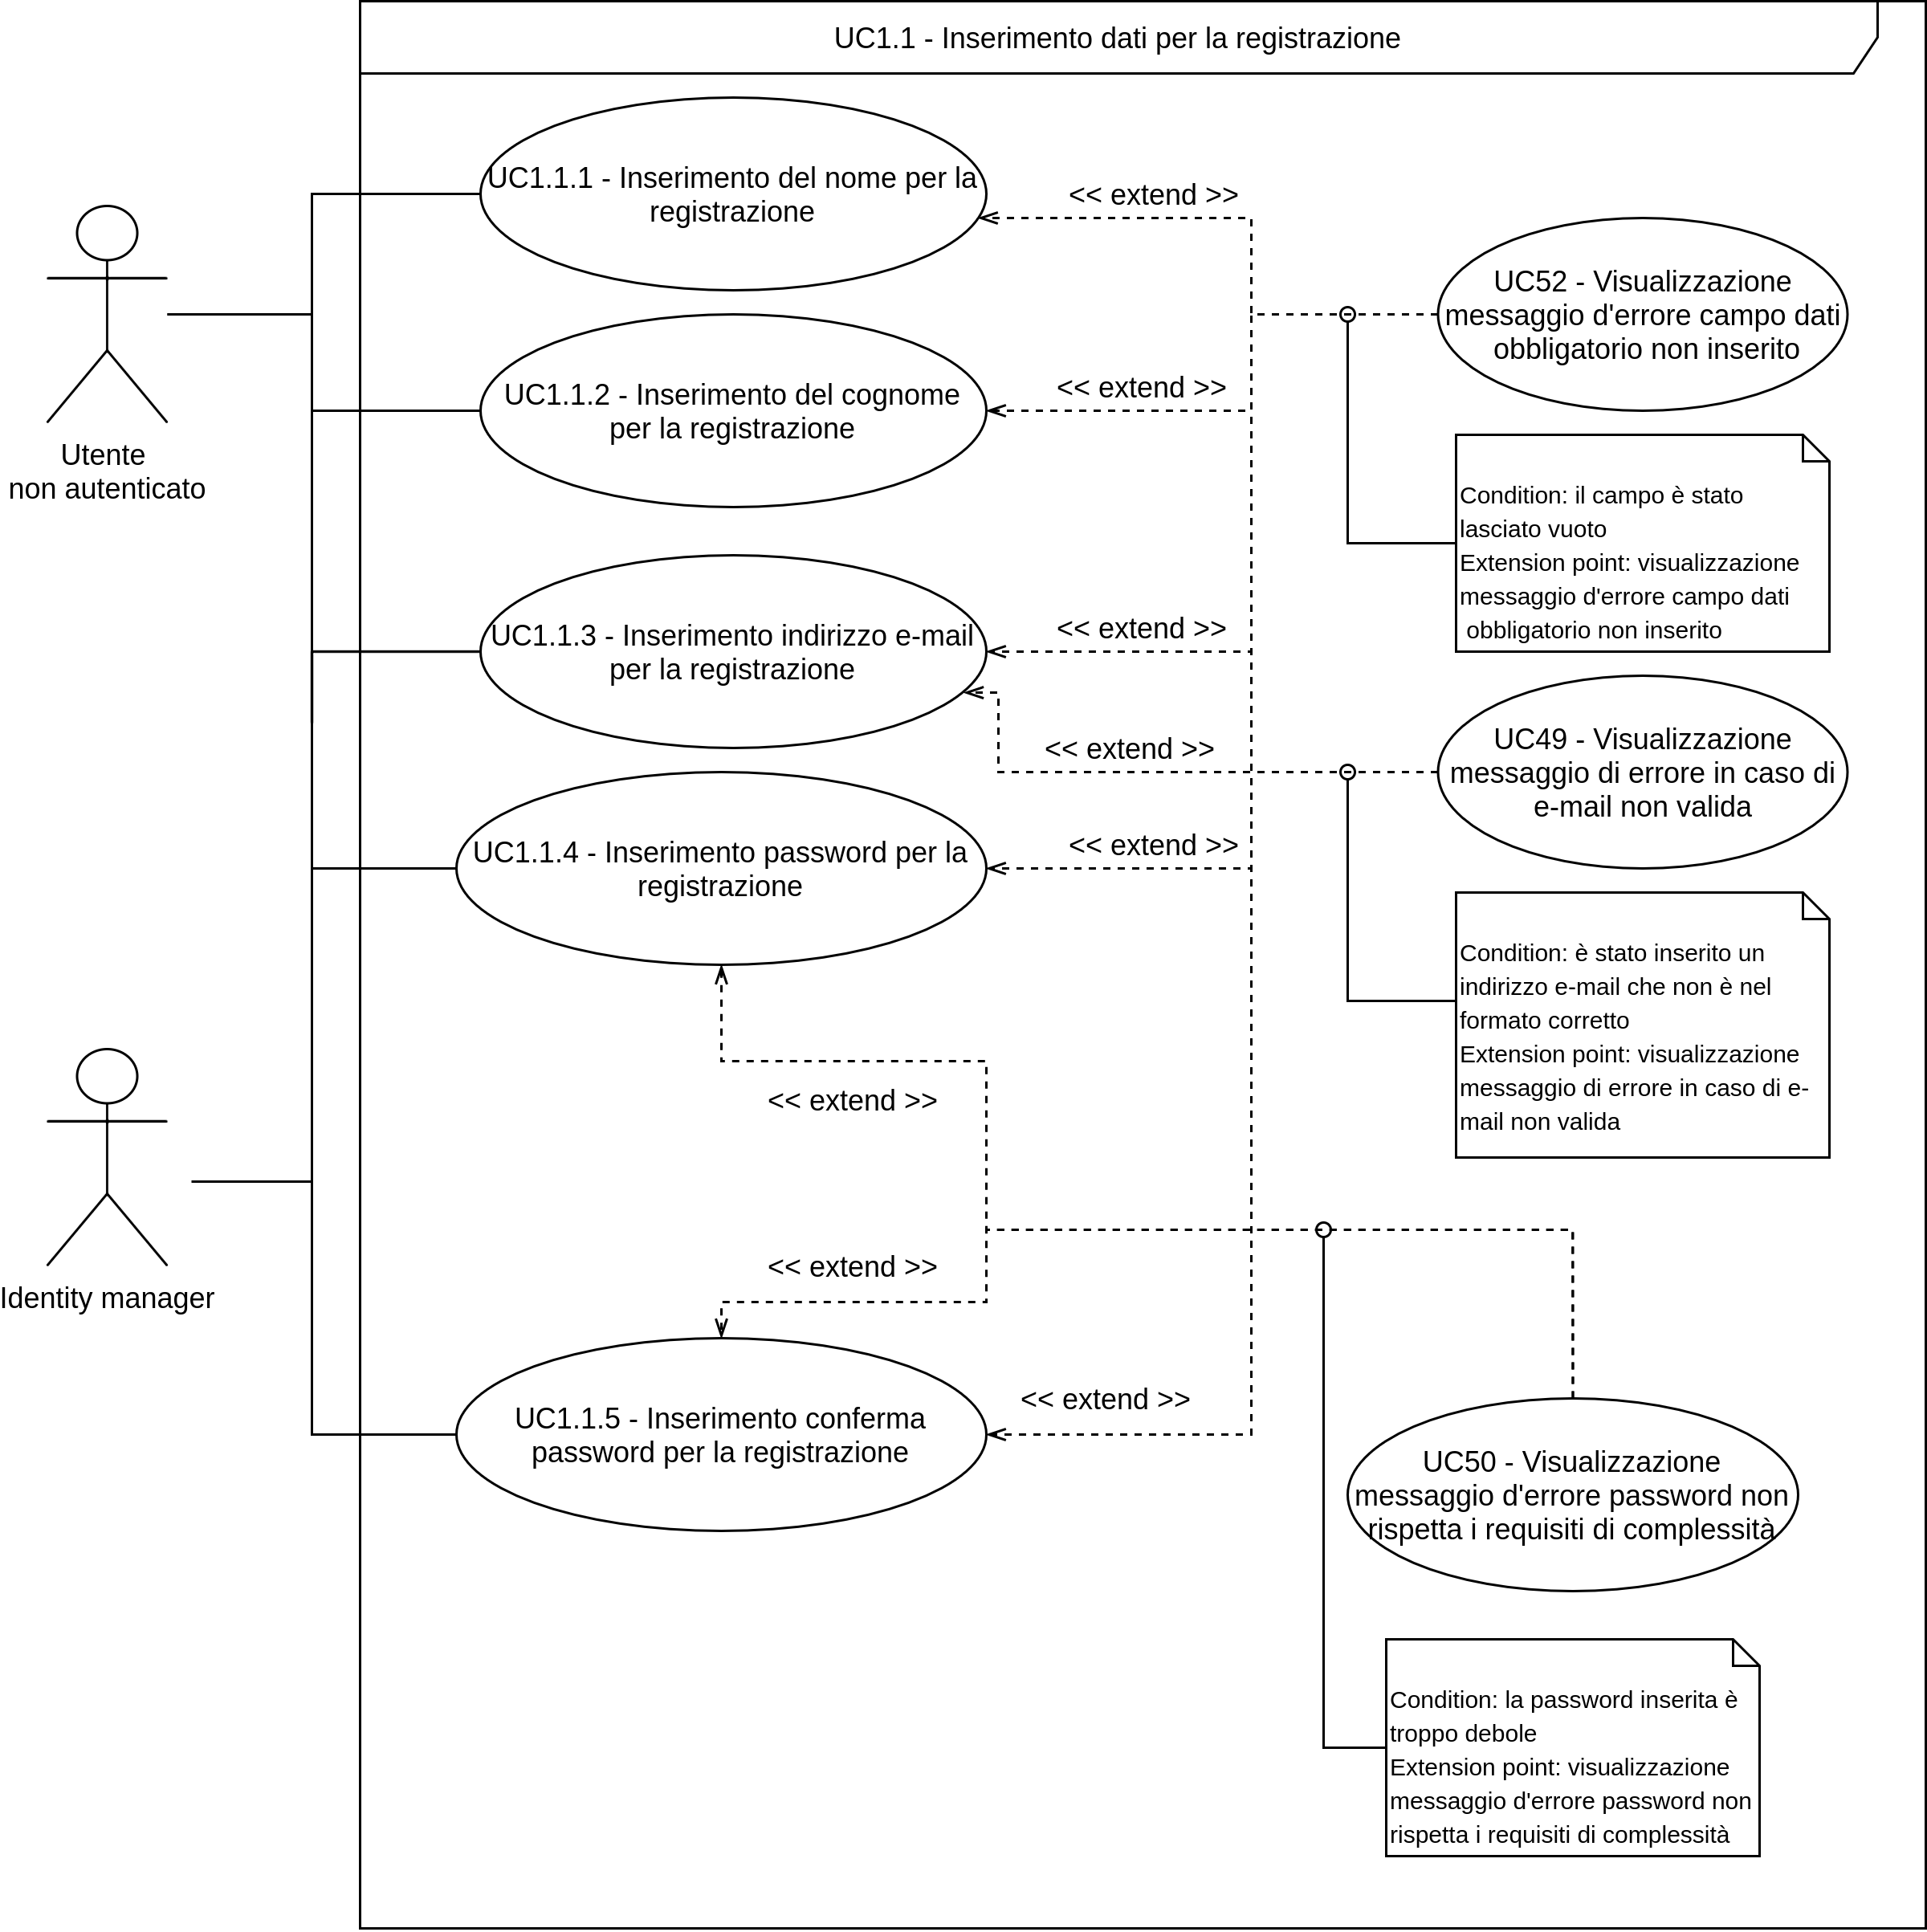 UC1.1 - Inserimento dati per la registrazione
UC1.1.1 - Inserimento del nome per la
registrazione
<< extend >>
UC52 - Visualizzazione
messaggio d'errore campo dati
obbligatorio non inserito
UC1.1.2 - Inserimento del cognome
per la registrazione
<< extend >>
Utente
non autenticato
Condition: il campo è stato
lasciato vuoto
Extension point: visualizzazione
messaggio d'errore campo dati
obbligatorio non inserito
UC1.1.3 - Inserimento indirizzo e-mail
per la registrazione
<< extend >>
<< extend >>
UC49 - Visualizzazione
messaggio di errore in caso di
e-mail non valida
UC1.1.4 - Inserimento password per la
registrazione
<< extend >>
Condition: è stato inserito un
indirizzo e-mail che non è nel
formato corretto
Extension point: visualizzazione
messaggio di errore in caso di e-
mail non valida
<< extend >>
Identity manager
<< extend >>
<< extend >>
UC1.1.5 - Inserimento conferma
password per la registrazione
UC50 - Visualizzazione
messaggio d'errore password non
rispetta i requisiti di complessità
Condition: la password inserita è
troppo debole
Extension point: visualizzazione
messaggio d'errore password non
rispetta i requisiti di complessità